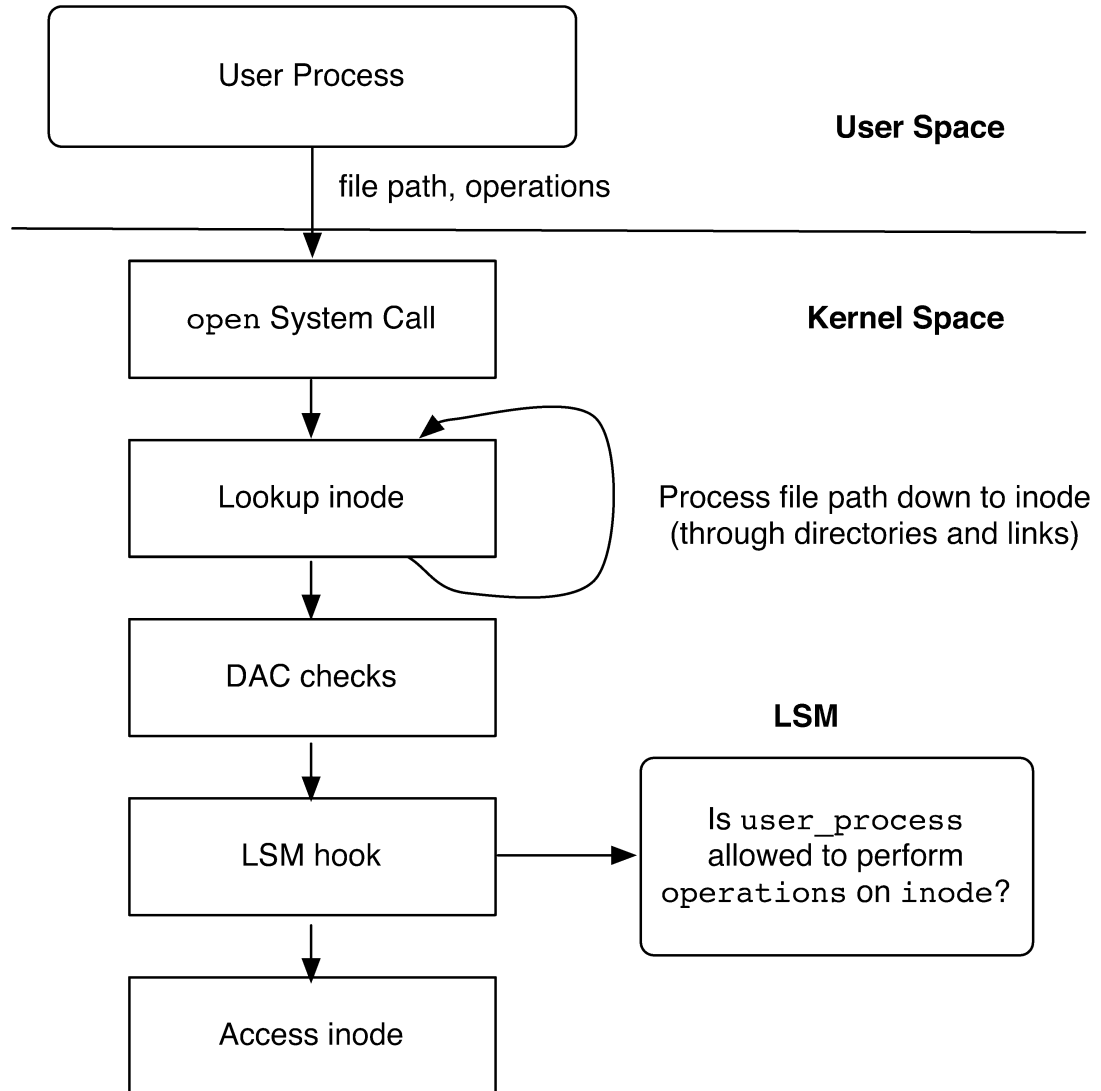 User Process
User Space
file path, operations
open System Call
Kernel Space
Lookup inode
Process file path down to inode
(through directories and links)
DAC checks
LSM
LSM hook
Is user_process
allowed to perform
operations on inode?
Access inode